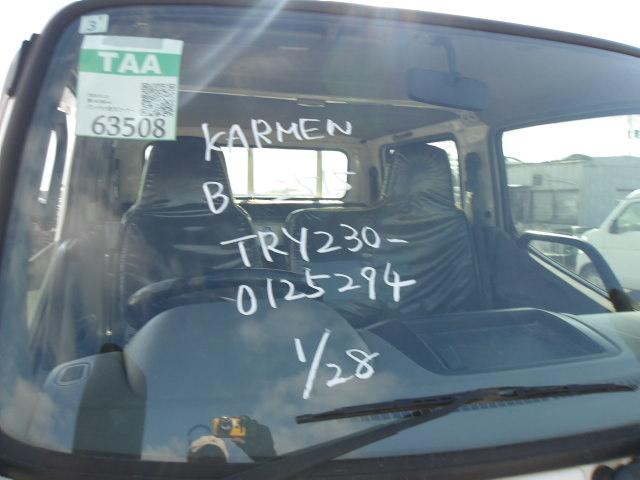 3
TAA
63508
KARMEN
B
TRY230-
0125294
1/28